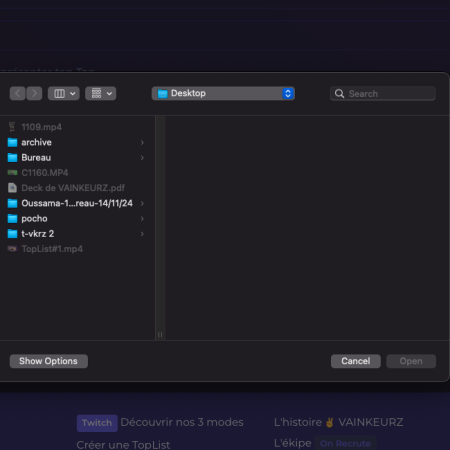 Desktop
Search
1109.mp4
archive
Bureau
C1160.MP4
Deck de VAINKEURZ.pdf
Oussama-1...reau-14/11/24
pocho
t-vkrz 2
TopList#1.mp4
Show Options
Cancel
Open
Twitch Découvrir nos 3 modes
Créer une TopList
L'histoire ✌ VAINKEURZ
L'ékipe On Recrute